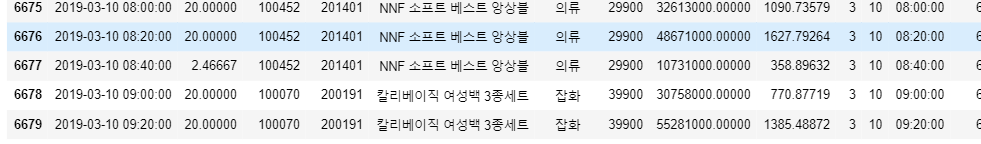 6675 2019-03-10 08:00:00 20.00000 100452 201401 NNF 소프트 베스트 앙상블 의류 29900 32613000.00000 1090.73579 3 10 08:00:00 6
6676 2019-03-10 08:20:00 20.00000 100452 201401 NNF 소프트 베스트 앙상블 의류 29900 48671000.00000 1627.79264 3 10 08:20:00 6
6677 2019-03-10 08:40:00 2.46667 100452 201401 NNF 소프트 베스트 앙상블 의류 29900 10731000.00000 358.89632 3 10 08:40:00 6
6678 2019-03-10 09:00:00 20.00000 100070 200191 칼리베이직 여성백 3종세트 잡화 39900 30758000.00000 770.87719 3 10 09:00:00 6
6679 2019-03-10 09:20:00 20.00000 100070 200191 칼리베이직 여성백 3종세트 잡화 39900 55281000.00000 1385.48872 3 10 09:20:00 6